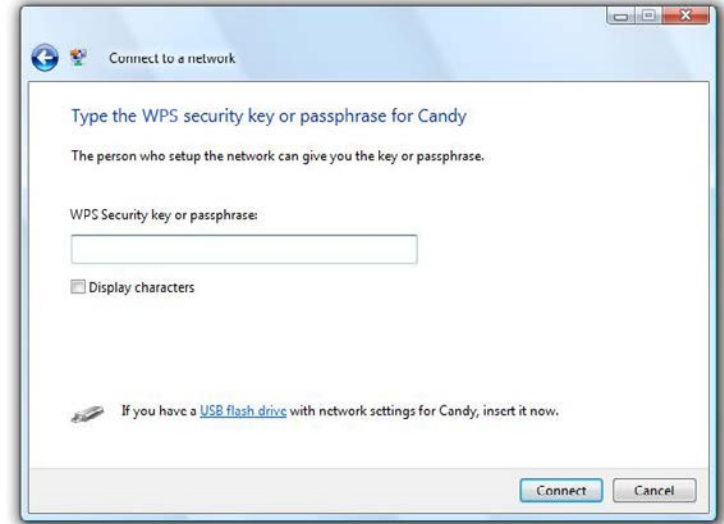 Connect to a network
Type the WPS security key or passphrase for Candy
The person who setup the network can give you the key or passphrase.
WPS Security key or passphrase:
Display characters
If you have a USB flash drive with network settings for Candy, insert it now.
Connect Cancel